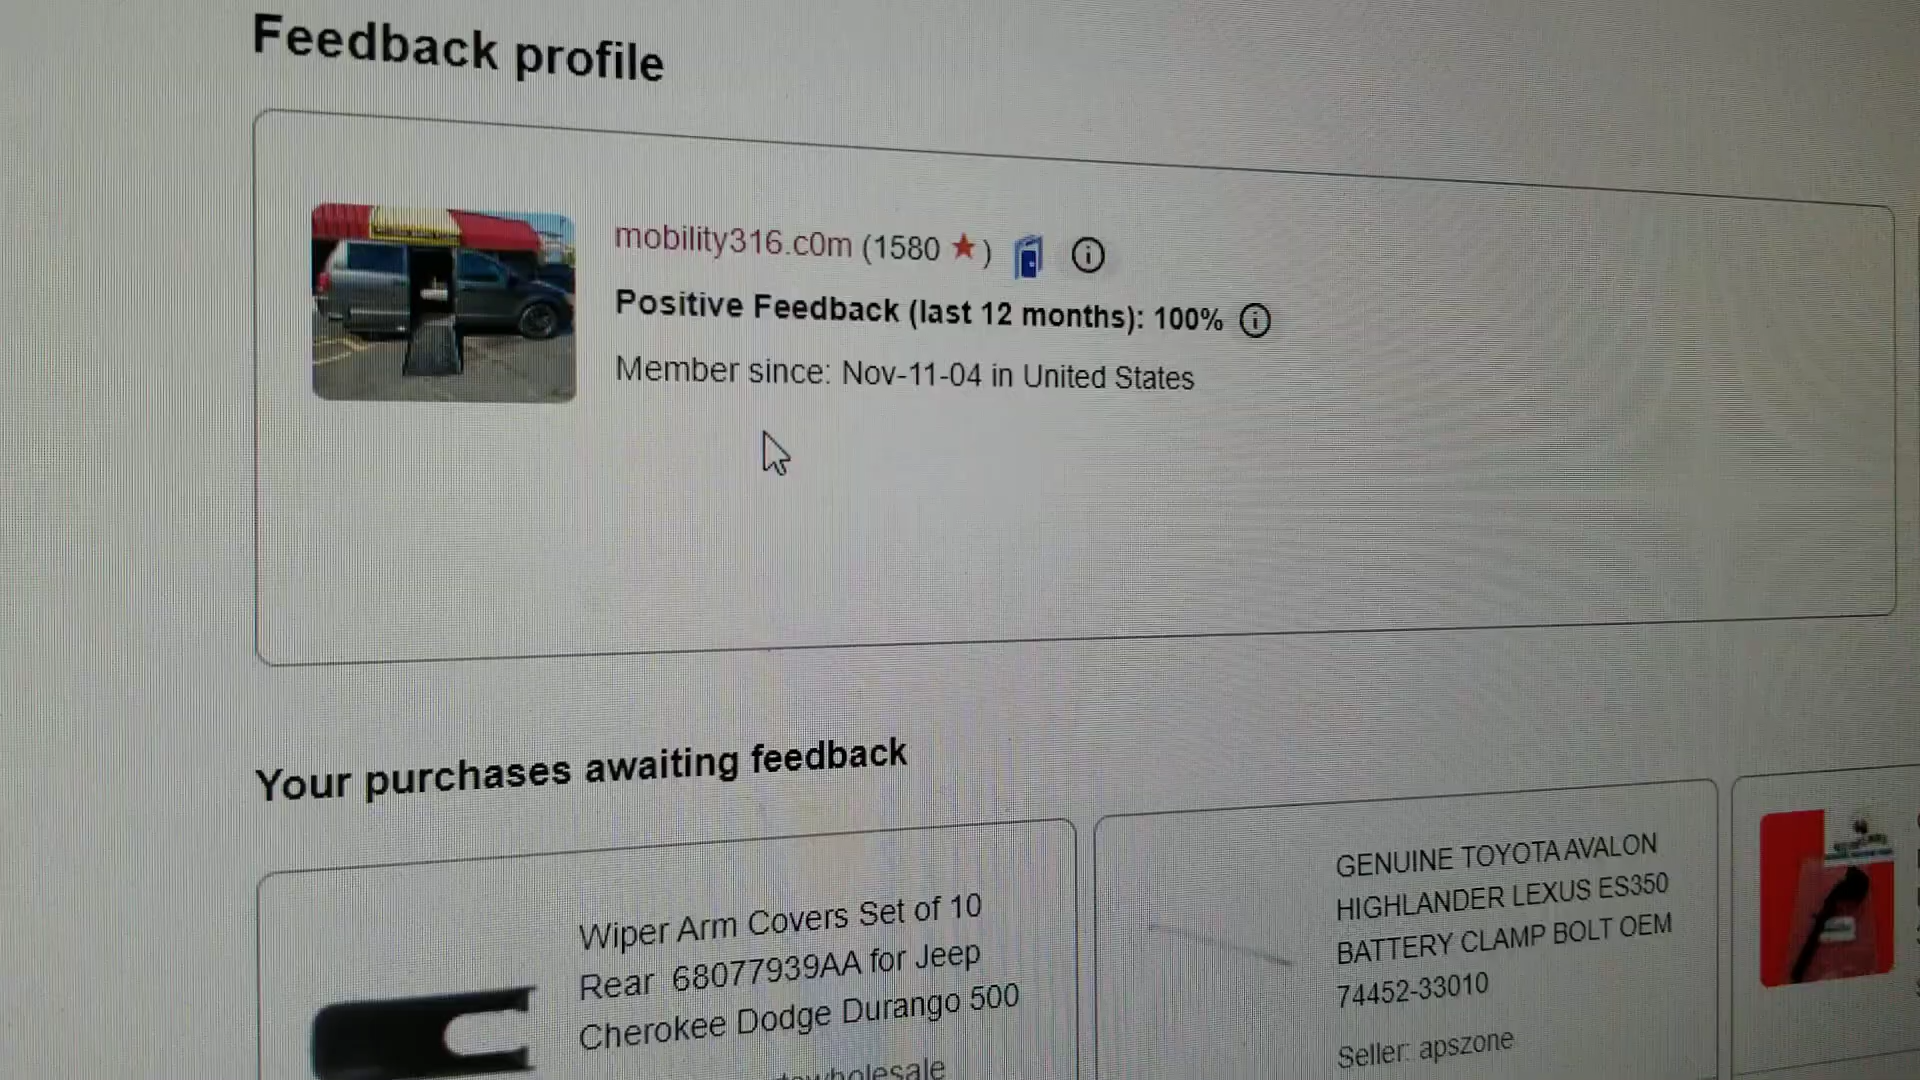 Feedback profile
mobility316.c0m (1580 ★)
Positive Feedback (last 12 months): 100%
Member since: Nov-11-04 in United States
Your purchases awaiting feedback
Wiper Arm Covers Set of 10
Rear 68077939AA for Jeep
Cherokee Dodge Durango 500
GENUINE TOYOTA AVALON
HIGHLANDER LEXUS ES350
BATTERY CLAMP BOLT OEM
74452-33010
Seller: apszone